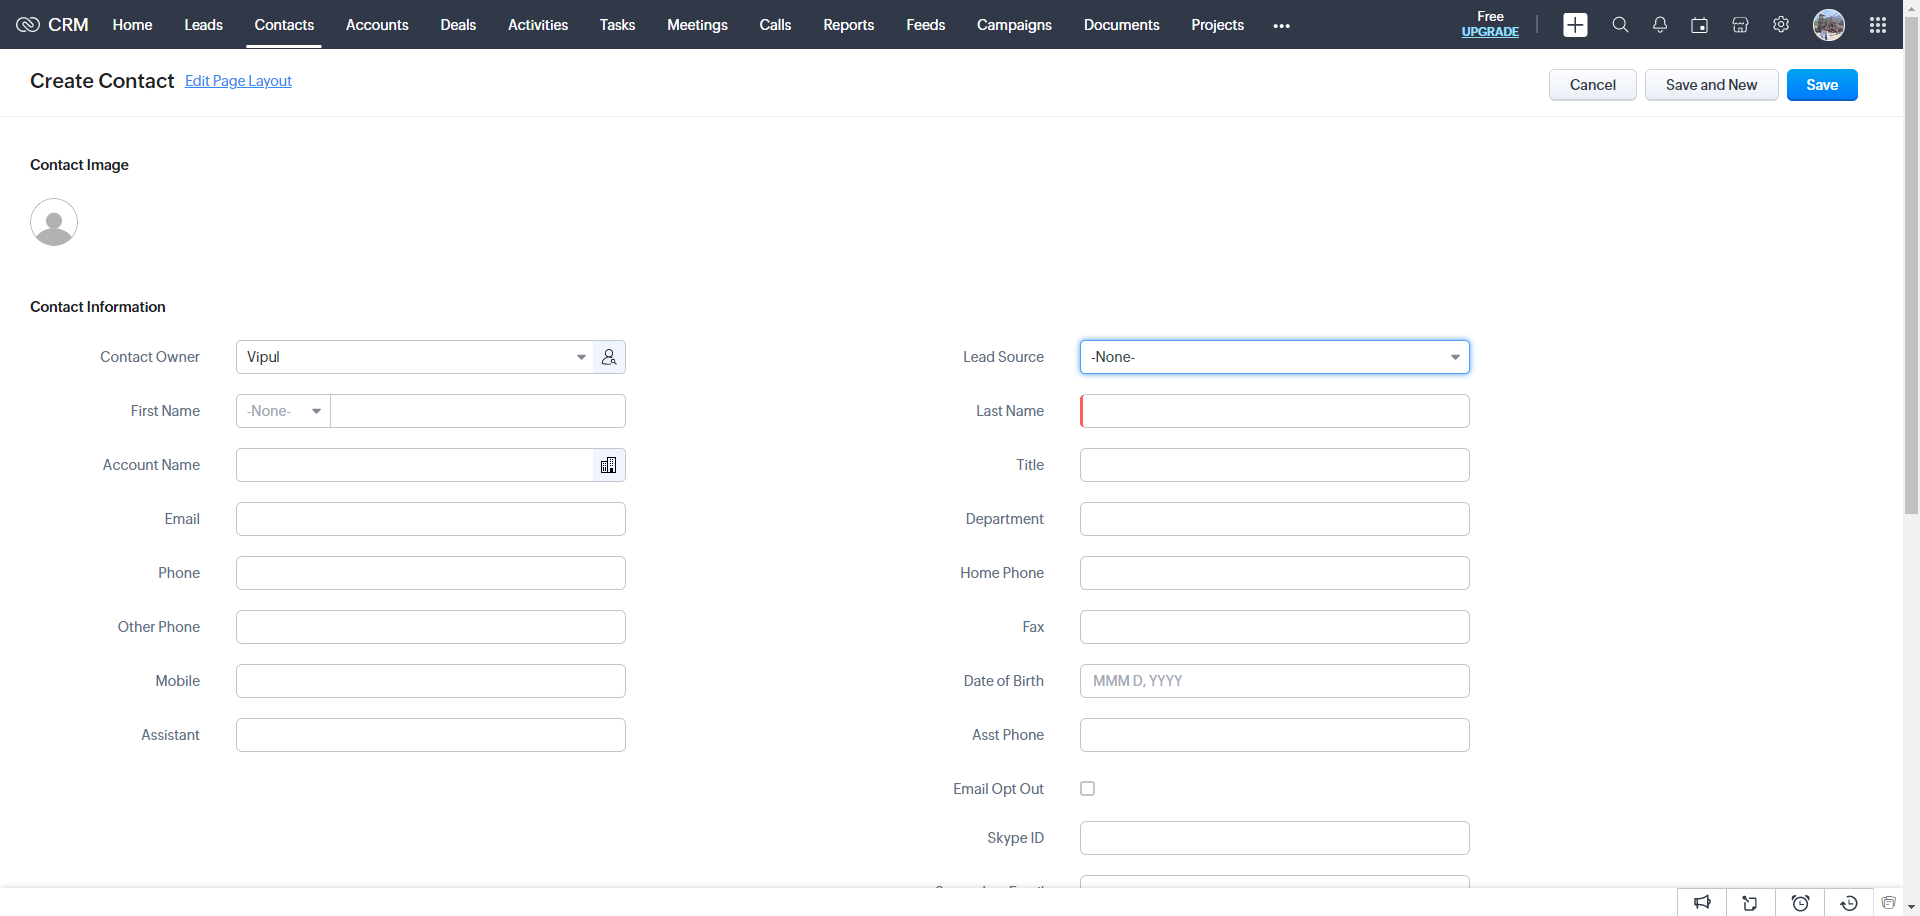 CRM Home Leads Contacts Accounts Deals Activities Tasks Meetings Calls Reports Feeds Campaigns Documents Projects
Free
UPGRADE
Create Contact Edit Page Layout
Cancel Save and New Save
Contact Image
Contact Information
Contact Owner Vipul
Lead Source -None-
First Name -None-
Last Name
Account Name
Title
Email
Department
Phone
Home Phone
Other Phone
Fax
Mobile
Date of Birth MMM D, YYYY
Assistant
Asst Phone
Email Opt Out
Skype ID